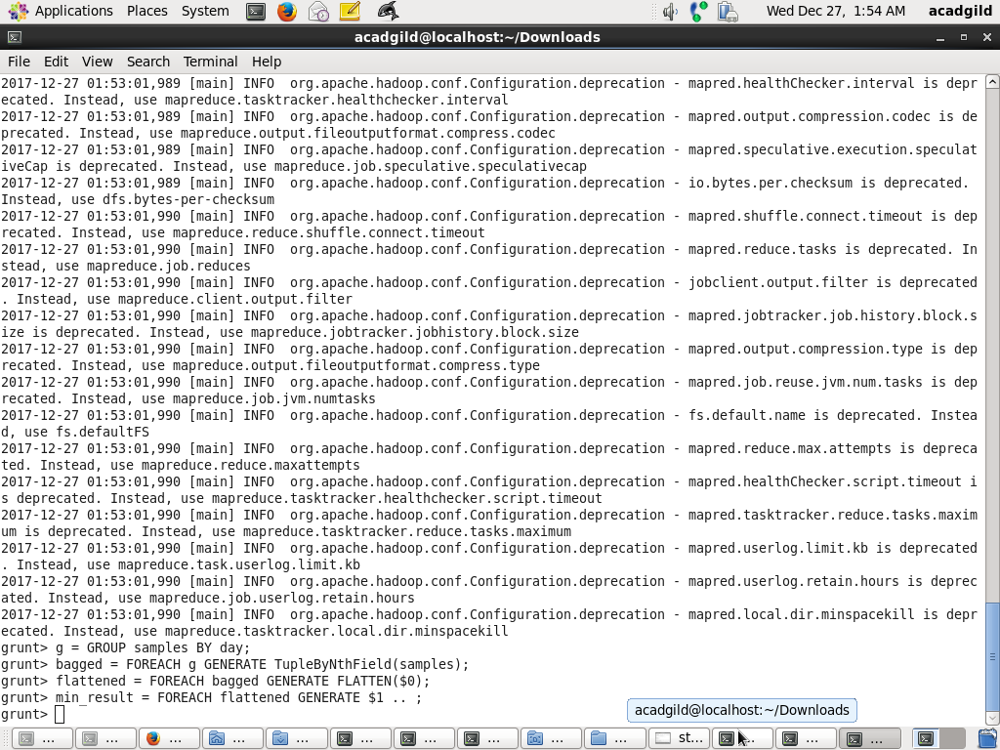 Applications Places System Wed Dec 27, 1:54 AM acadgild
acadgild@localhost:~/Downloads
File Edit View Search Terminal Help
2017-12-27 01:53:01,989 [main] INFO  org.apache.hadoop.conf.Configuration.deprecation - mapred.healthChecker.interval is depr
ecated. Instead, use mapreduce.tasktracker.healthchecker.interval
2017-12-27 01:53:01,989 [main] INFO  org.apache.hadoop.conf.Configuration.deprecation - mapred.output.compression.codec is de
precated. Instead, use mapreduce.output.fileoutputformat.compress.codec
2017-12-27 01:53:01,989 [main] INFO  org.apache.hadoop.conf.Configuration.deprecation - mapred.speculative.execution.speculat
iveCap is deprecated. Instead, use mapreduce.job.speculative.speculativecap
2017-12-27 01:53:01,989 [main] INFO  org.apache.hadoop.conf.Configuration.deprecation - io.bytes.per.checksum is deprecated.
Instead, use dfs.bytes-per-checksum
2017-12-27 01:53:01,990 [main] INFO  org.apache.hadoop.conf.Configuration.deprecation - mapred.shuffle.connect.timeout is dep
recated. Instead, use mapreduce.reduce.shuffle.connect.timeout
2017-12-27 01:53:01,990 [main] INFO  org.apache.hadoop.conf.Configuration.deprecation - mapred.reduce.tasks is deprecated. In
stead, use mapreduce.job.reduces
2017-12-27 01:53:01,990 [main] INFO  org.apache.hadoop.conf.Configuration.deprecation - jobclient.output.filter is deprecated
. Instead, use mapreduce.client.output.filter
2017-12-27 01:53:01,990 [main] INFO  org.apache.hadoop.conf.Configuration.deprecation - mapred.jobtracker.job.history.block.s
ize is deprecated. Instead, use mapreduce.jobtracker.jobhistory.block.size
2017-12-27 01:53:01,990 [main] INFO  org.apache.hadoop.conf.Configuration.deprecation - mapred.output.compression.type is dep
recated. Instead, use mapreduce.output.fileoutputformat.compress.type
2017-12-27 01:53:01,990 [main] INFO  org.apache.hadoop.conf.Configuration.deprecation - mapred.job.reuse.jvm.num.tasks is dep
recated. Instead, use mapreduce.job.jvm.numtasks
2017-12-27 01:53:01,990 [main] INFO  org.apache.hadoop.conf.Configuration.deprecation - fs.default.name is deprecated. Instea
d, use fs.defaultFS
2017-12-27 01:53:01,990 [main] INFO  org.apache.hadoop.conf.Configuration.deprecation - mapred.reduce.max.attempts is depreca
ted. Instead, use mapreduce.reduce.maxattempts
2017-12-27 01:53:01,990 [main] INFO  org.apache.hadoop.conf.Configuration.deprecation - mapred.healthChecker.script.timeout i
s deprecated. Instead, use mapreduce.tasktracker.healthchecker.script.timeout
2017-12-27 01:53:01,990 [main] INFO  org.apache.hadoop.conf.Configuration.deprecation - mapred.tasktracker.reduce.tasks.maxim
um is deprecated. Instead, use mapreduce.tasktracker.reduce.tasks.maximum
2017-12-27 01:53:01,990 [main] INFO  org.apache.hadoop.conf.Configuration.deprecation - mapred.userlog.limit.kb is deprecated
. Instead, use mapreduce.task.userlog.limit.kb
2017-12-27 01:53:01,990 [main] INFO  org.apache.hadoop.conf.Configuration.deprecation - mapred.userlog.retain.hours is deprec
ated. Instead, use mapreduce.job.userlog.retain.hours
2017-12-27 01:53:01,990 [main] INFO  org.apache.hadoop.conf.Configuration.deprecation - mapred.local.dir.minspacekill is depr
ecated. Instead, use mapreduce.tasktracker.local.dir.minspacekill
grunt> g = GROUP samples BY day;
grunt> bagged = FOREACH g GENERATE TupleByNthField(samples);
grunt> flattened = FOREACH bagged GENERATE FLATTEN($0);
grunt> min_result = FOREACH flattened GENERATE $1 .. ;
grunt>
acadgild@localhost:~/Downloads
... ... ... ... ... ... ... ... ... ... st... ... ... ...